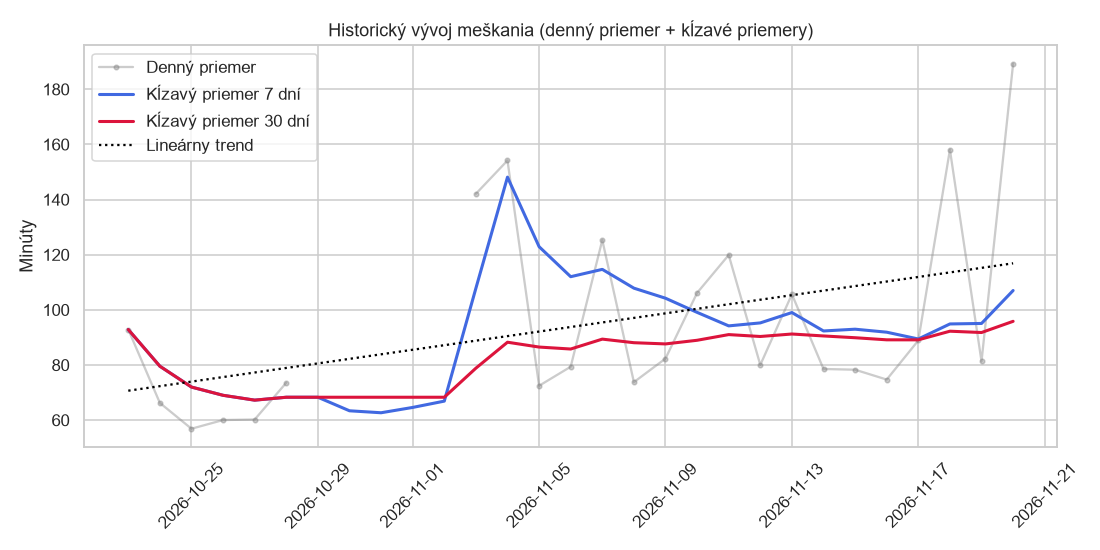 Historický vývoj meškania (denný priemer + kĺzavé priemery)
Denný priemer
Kĺzavý priemer 7 dní
Kĺzavý priemer 30 dní
Lineárny trend
Minúty
180
160
140
120
100
80
60
2026-10-25
2026-10-29
2026-11-01
2026-11-05
2026-11-09
2026-11-13
2026-11-17
2026-11-21